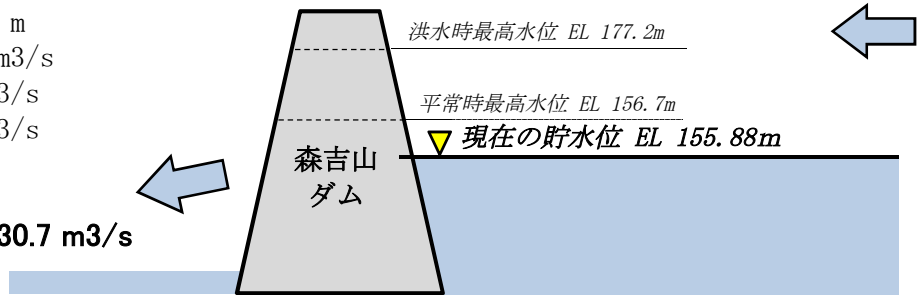 m
m3/s
3/s
3/s
洪水時最高水位 EL 177.2m
平常時最高水位 EL 156.7m
現在の貯水位 EL 155.88m
森吉山
ダム
30.7 m3/s